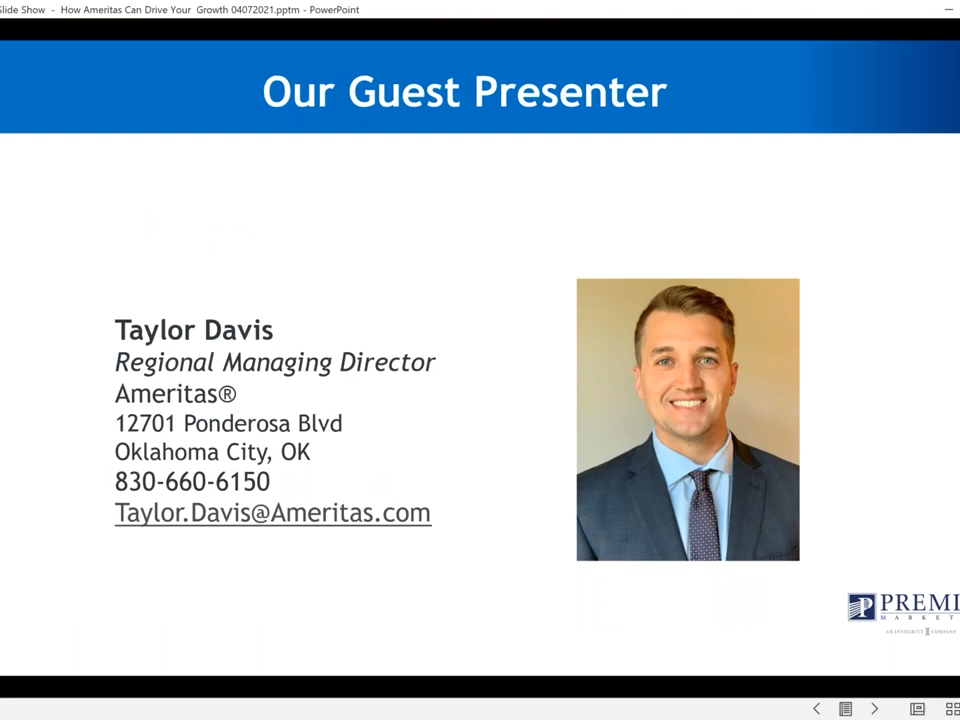 Slide Show - How Ameritas Can Drive Your Growth 04072021.pptm - PowerPoint
Our Guest Presenter
Taylor Davis
Regional Managing Director
Ameritas®
12701 Ponderosa Blvd
Oklahoma City, OK
830-660-6150
Taylor.Davis@Ameritas.com
PREMI
MARKET
AN INTEGRITY COMPANY